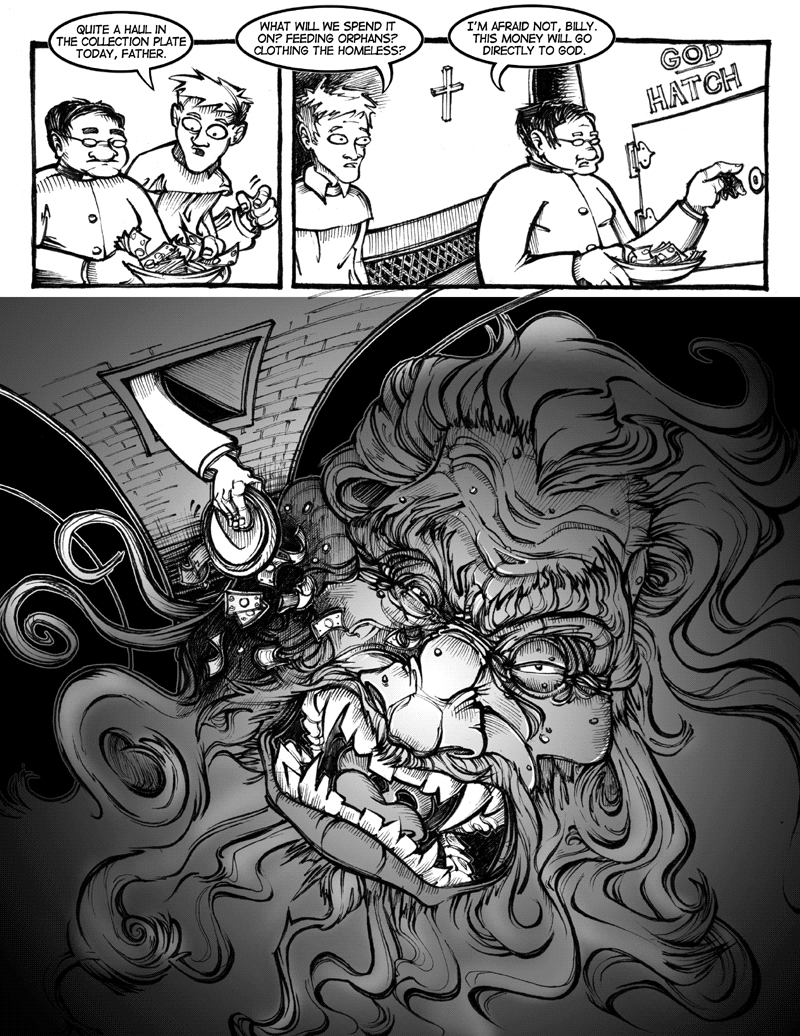 QUITE A HAUL IN
THE COLLECTION PLATE
TODAY, FATHER.
WHAT WILL WE SPEND IT
ON? FEEDING ORPHANS?
CLOTHING THE HOMELESS?
I'M AFRAID NOT, BILLY.
THIS MONEY WILL GO
DIRECTLY TO GOD.
GOD
HATCH